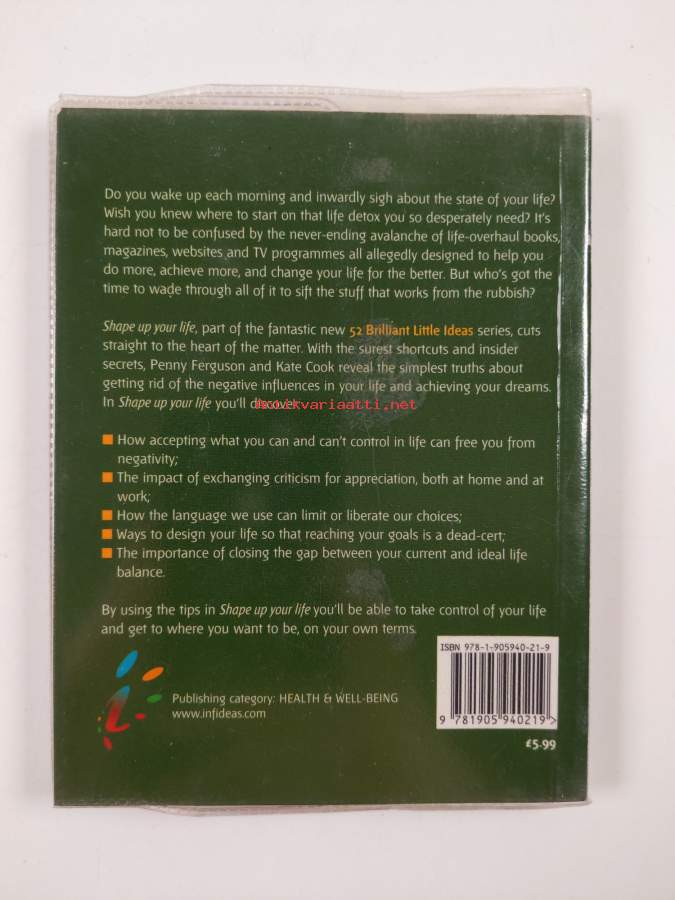 Do you wake up each morning and inwardly sigh about the state of your life?
Wish you knew where to start on that life detox you so desperately need? It's
hard not to be confused by the never-ending avalanche of life-overhaul books,
magazines, websites and TV programmes all allegedly designed to help you
do more, achieve more, and change your life for the better. But who's got the
time to wade through all of it to sift the stuff that works from the rubbish?
Shape up your life, part of the fantastic new 52 Brilliant Little Ideas series, cuts
straight to the heart of the matter. With the surest shortcuts and insider
secrets, Penny Ferguson and Kate Cook reveal the simplest truths about
getting rid of the negative influences in your life and achieving your dreams.
In Shape up your life you'll discover:
antikvariaatti.net
■ How accepting what you can and can't control in life can free you from
negativity;
■ The impact of exchanging criticism for appreciation, both at home and at
work;
■ How the language we use can limit or liberate our choices;
■ Ways to design your life so that reaching your goals is a dead-cert;
■ The importance of closing the gap between your current and ideal life
balance.
By using the tips in Shape up your life you'll be able to take control of your life
and get to where you want to be, on your own terms.
ISBN 978-1-905940-21-9
9 781905 940219 >
Publishing category: HEALTH & WELL-BEING
www.infideas.com
£5.99